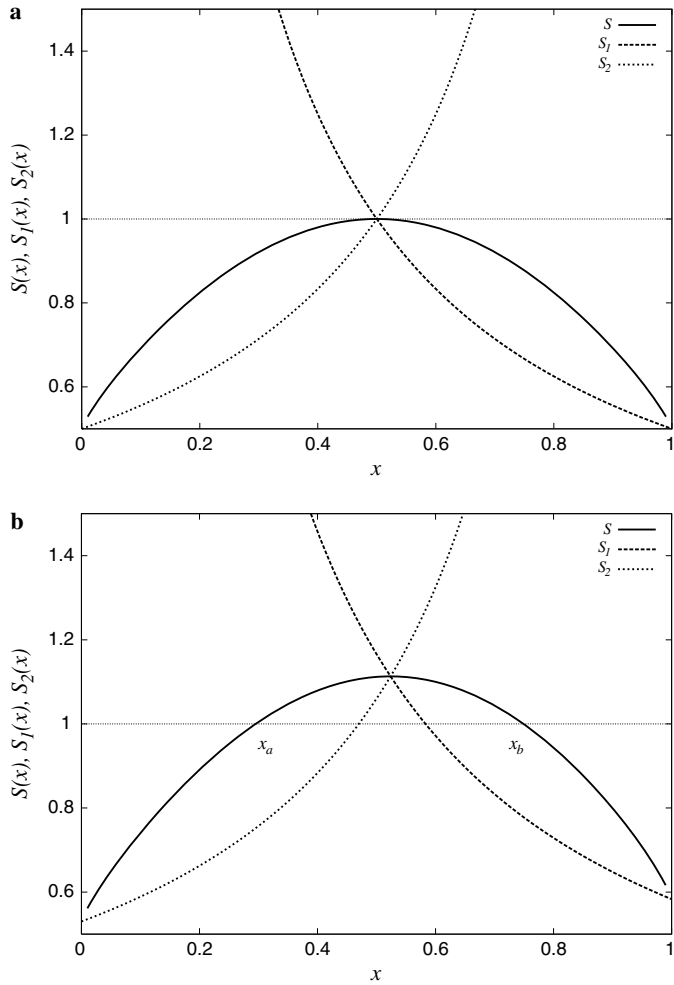 a
S
S1
S2
1.4
1.2
1
0.8
0.6
S(x), S1(x), S2(x)
0 0.2 0.4 0.6 0.8 1
x
b
S
S1
S2
1.4
1.2
1
0.8
0.6
S(x), S1(x), S2(x)
xa xb
0 0.2 0.4 0.6 0.8 1
x